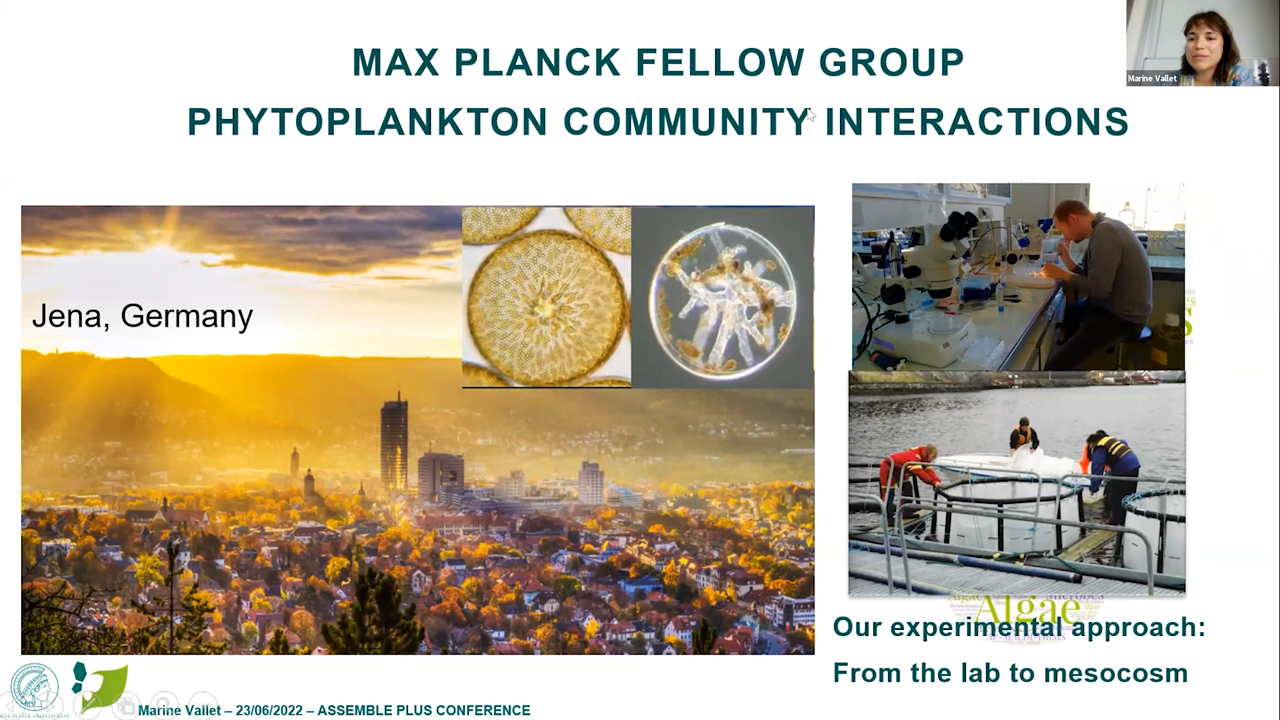 MAX PLANCK FELLOW GROUP
PHYTOPLANKTON COMMUNITY INTERACTIONS
Marine Vallet
Jena, Germany
Algae
Our experimental approach:
From the lab to mesocosm
Marine Vallet – 23/06/2022 – ASSEMBLE PLUS CONFERENCE